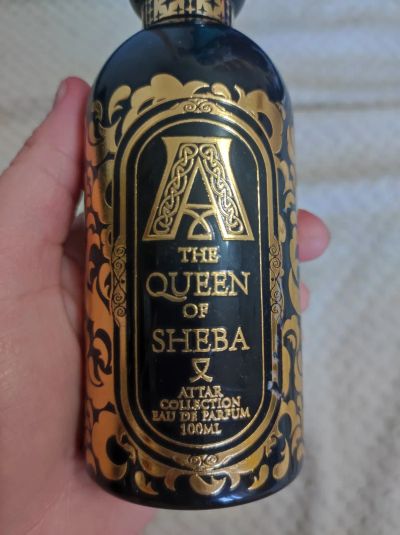 A
THE
QUEEN
OF
SHEBA
ATTAR
COLLECTION
EAU DE PARFUM
100ML